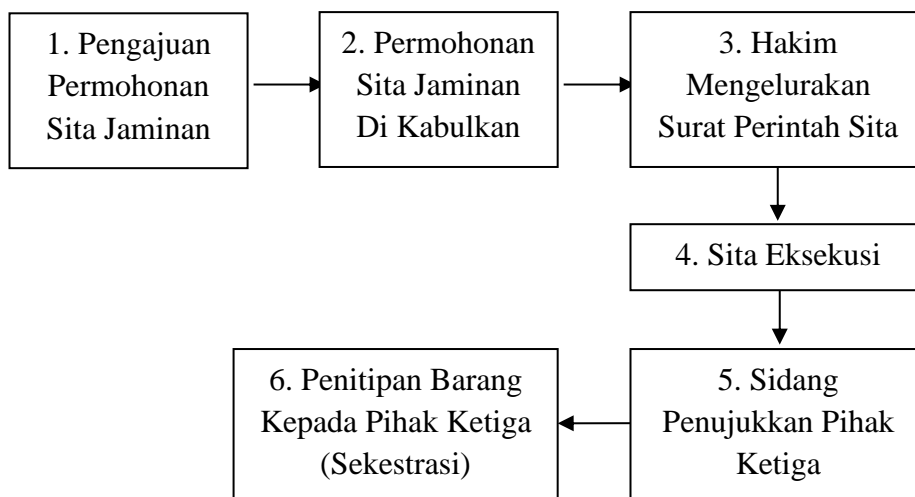 1. Pengajuan
Permohonan
Sita Jaminan
2. Permohonan
Sita Jaminan
Di Kabulkan
3. Hakim
Mengelurakan
Surat Perintah Sita
4. Sita Eksekusi
5. Sidang
Penujukkan Pihak
Ketiga
6. Penitipan Barang
Kepada Pihak Ketiga
(Sekestrasi)